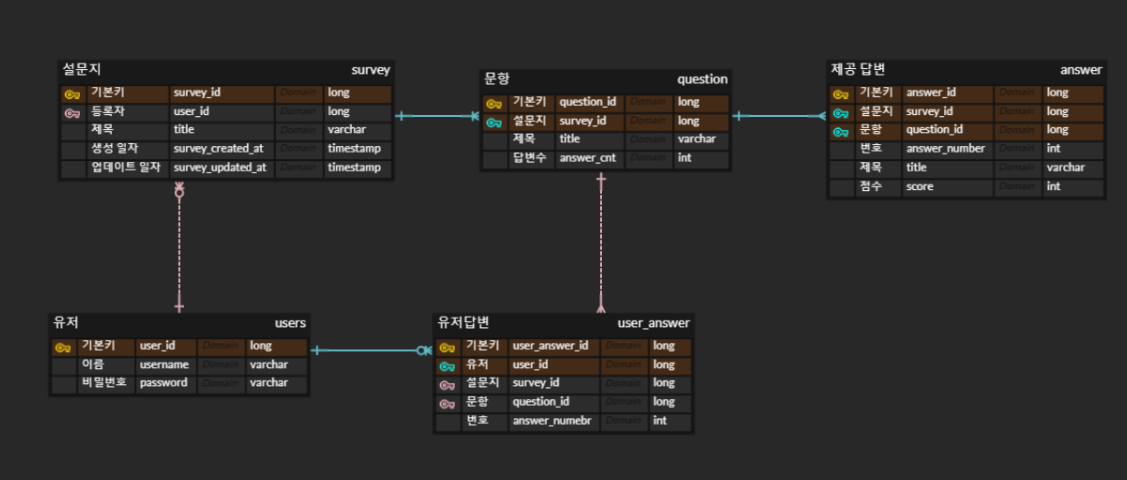 설문지 survey
기본키 survey_id Domain long
등록자 user_id Domain long
제목 title Domain varchar
생성 일자 survey_created_at Domain timestamp
업데이트 일자 survey_updated_at Domain timestamp
문항 question
기본키 question_id Domain long
설문지 survey_id Domain long
제목 title Domain varchar
답변수 answer_cnt Domain int
제공 답변 answer
기본키 answer_id Domain long
설문지 survey_id Domain long
문항 question_id Domain long
번호 answer_number Domain int
제목 title Domain varchar
점수 score Domain int
유저 users
기본키 user_id Domain long
이름 username Domain varchar
비밀번호 password Domain varchar
유저답변 user_answer
기본키 user_answer_id Domain long
유저 user_id Domain long
설문지 survey_id Domain long
문항 question_id Domain long
번호 answer_numebr Domain int